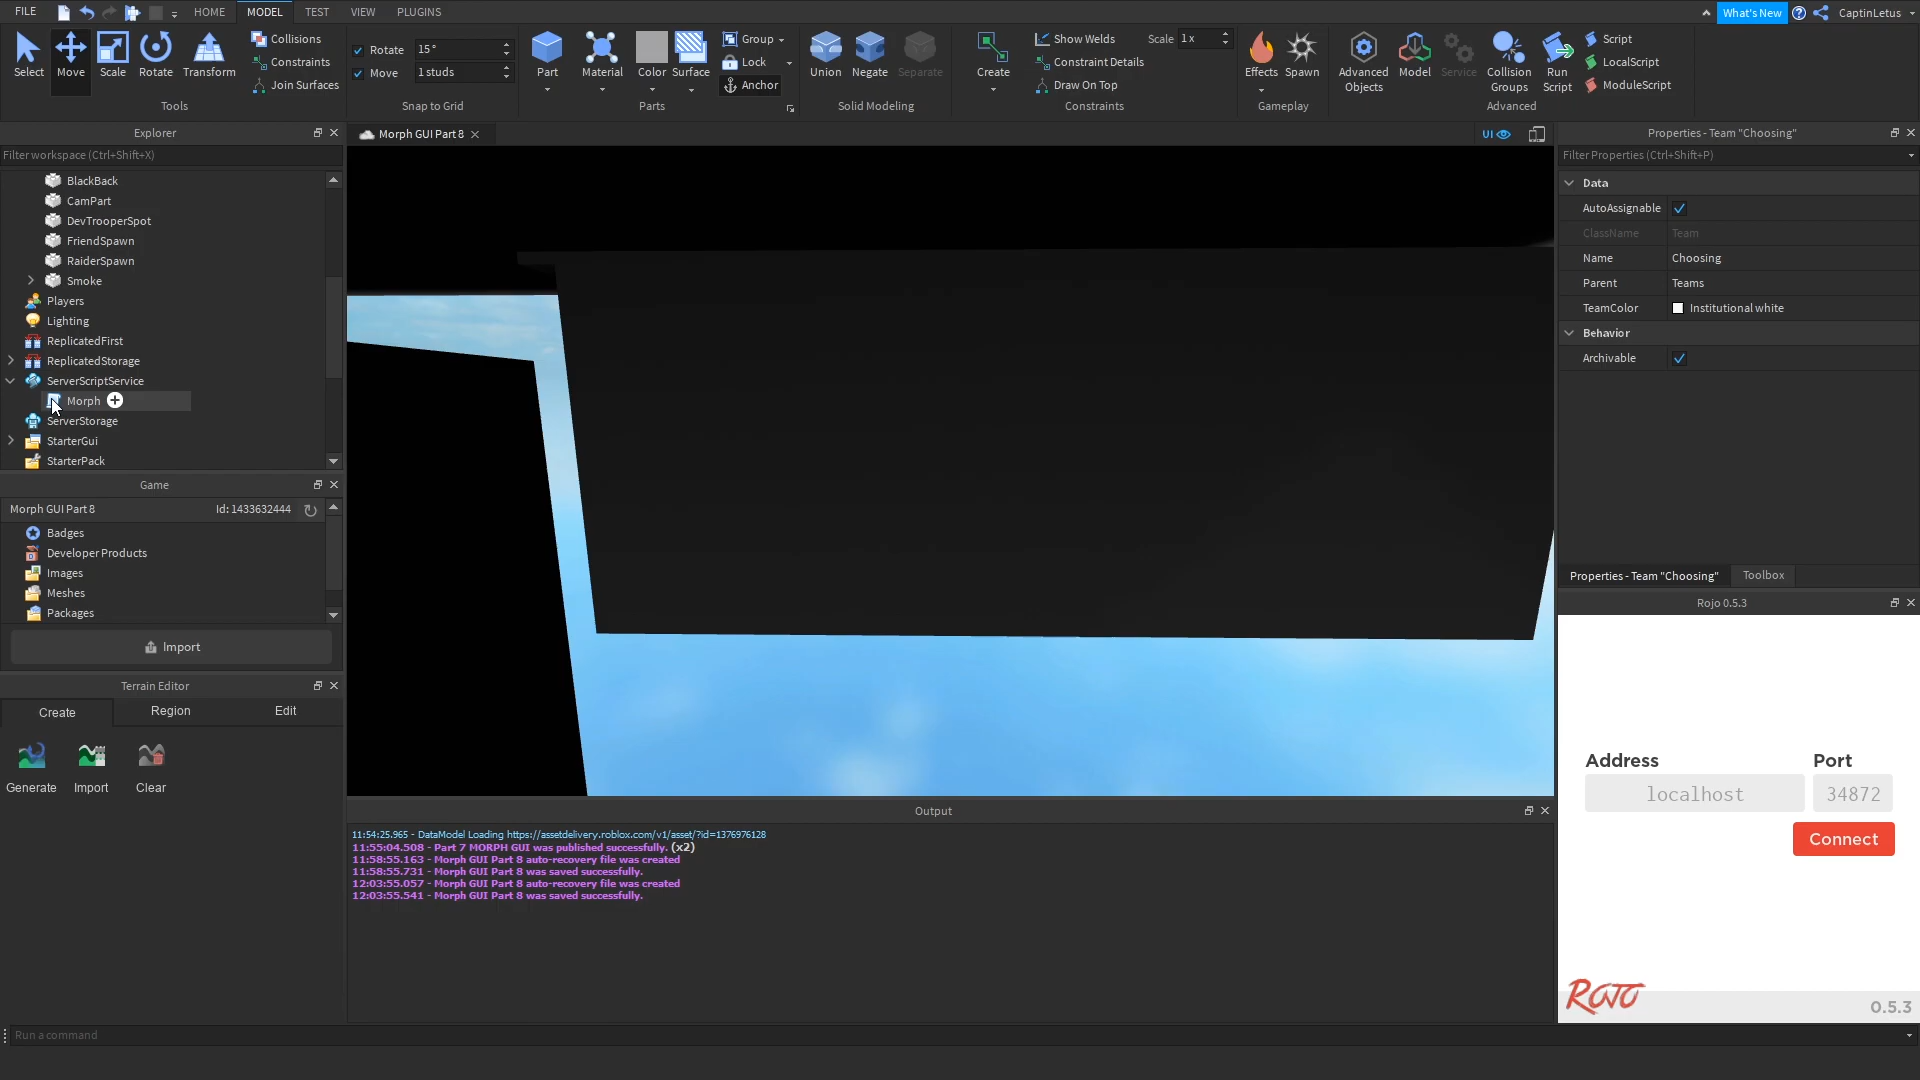 FILE HOME MODEL TEST VIEW PLUGINS What's New CaptinLetus
Select Move Scale Rotate Transform
Collisions
Constraints
Join Surfaces
Tools
Rotate 15°
Move 1 studs
Snap to Grid
Part Material Color Surface
Group
Lock
Anchor
Parts
Union Negate Separate
Solid Modeling
Create
Show Welds Scale 1x
Constraint Details
Draw On Top
Constraints
Effects Spawn
Gameplay
Advanced Objects Model Service Collision Groups Run Script
Script
LocalScript
ModuleScript
Advanced
Explorer
Filter workspace (Ctrl+Shift+X)
BlackBack
CamPart
DevTrooperSpot
FriendSpawn
RaiderSpawn
Smoke
Players
Lighting
ReplicatedFirst
ReplicatedStorage
ServerScriptService
Morph
ServerStorage
StarterGui
StarterPack
Game
Morph GUI Part 8 Id: 1433632444
Badges
Developer Products
Images
Meshes
Packages
Import
Terrain Editor
Create Region Edit
Generate Import Clear
Morph GUI Part 8
UI
Output
11:54:25.965 - DataModel Loading https://assetdelivery.roblox.com/v1/asset/?id=1376976128
11:55:04.508 - Part 7 MORPH GUI was published successfully. (x2)
11:58:55.163 - Morph GUI Part 8 auto-recovery file was created
11:58:55.731 - Morph GUI Part 8 was saved successfully.
12:03:55.057 - Morph GUI Part 8 auto-recovery file was created
12:03:55.541 - Morph GUI Part 8 was saved successfully.
Properties - Team "Choosing"
Filter Properties (Ctrl+Shift+P)
Data
AutoAssignable
ClassName Team
Name Choosing
Parent Teams
TeamColor Institutional white
Behavior
Archivable
Properties - Team "Choosing" Toolbox
Rojo 0.5.3
Address Port
localhost 34872
Connect
ROJO 0.5.3
Run a command